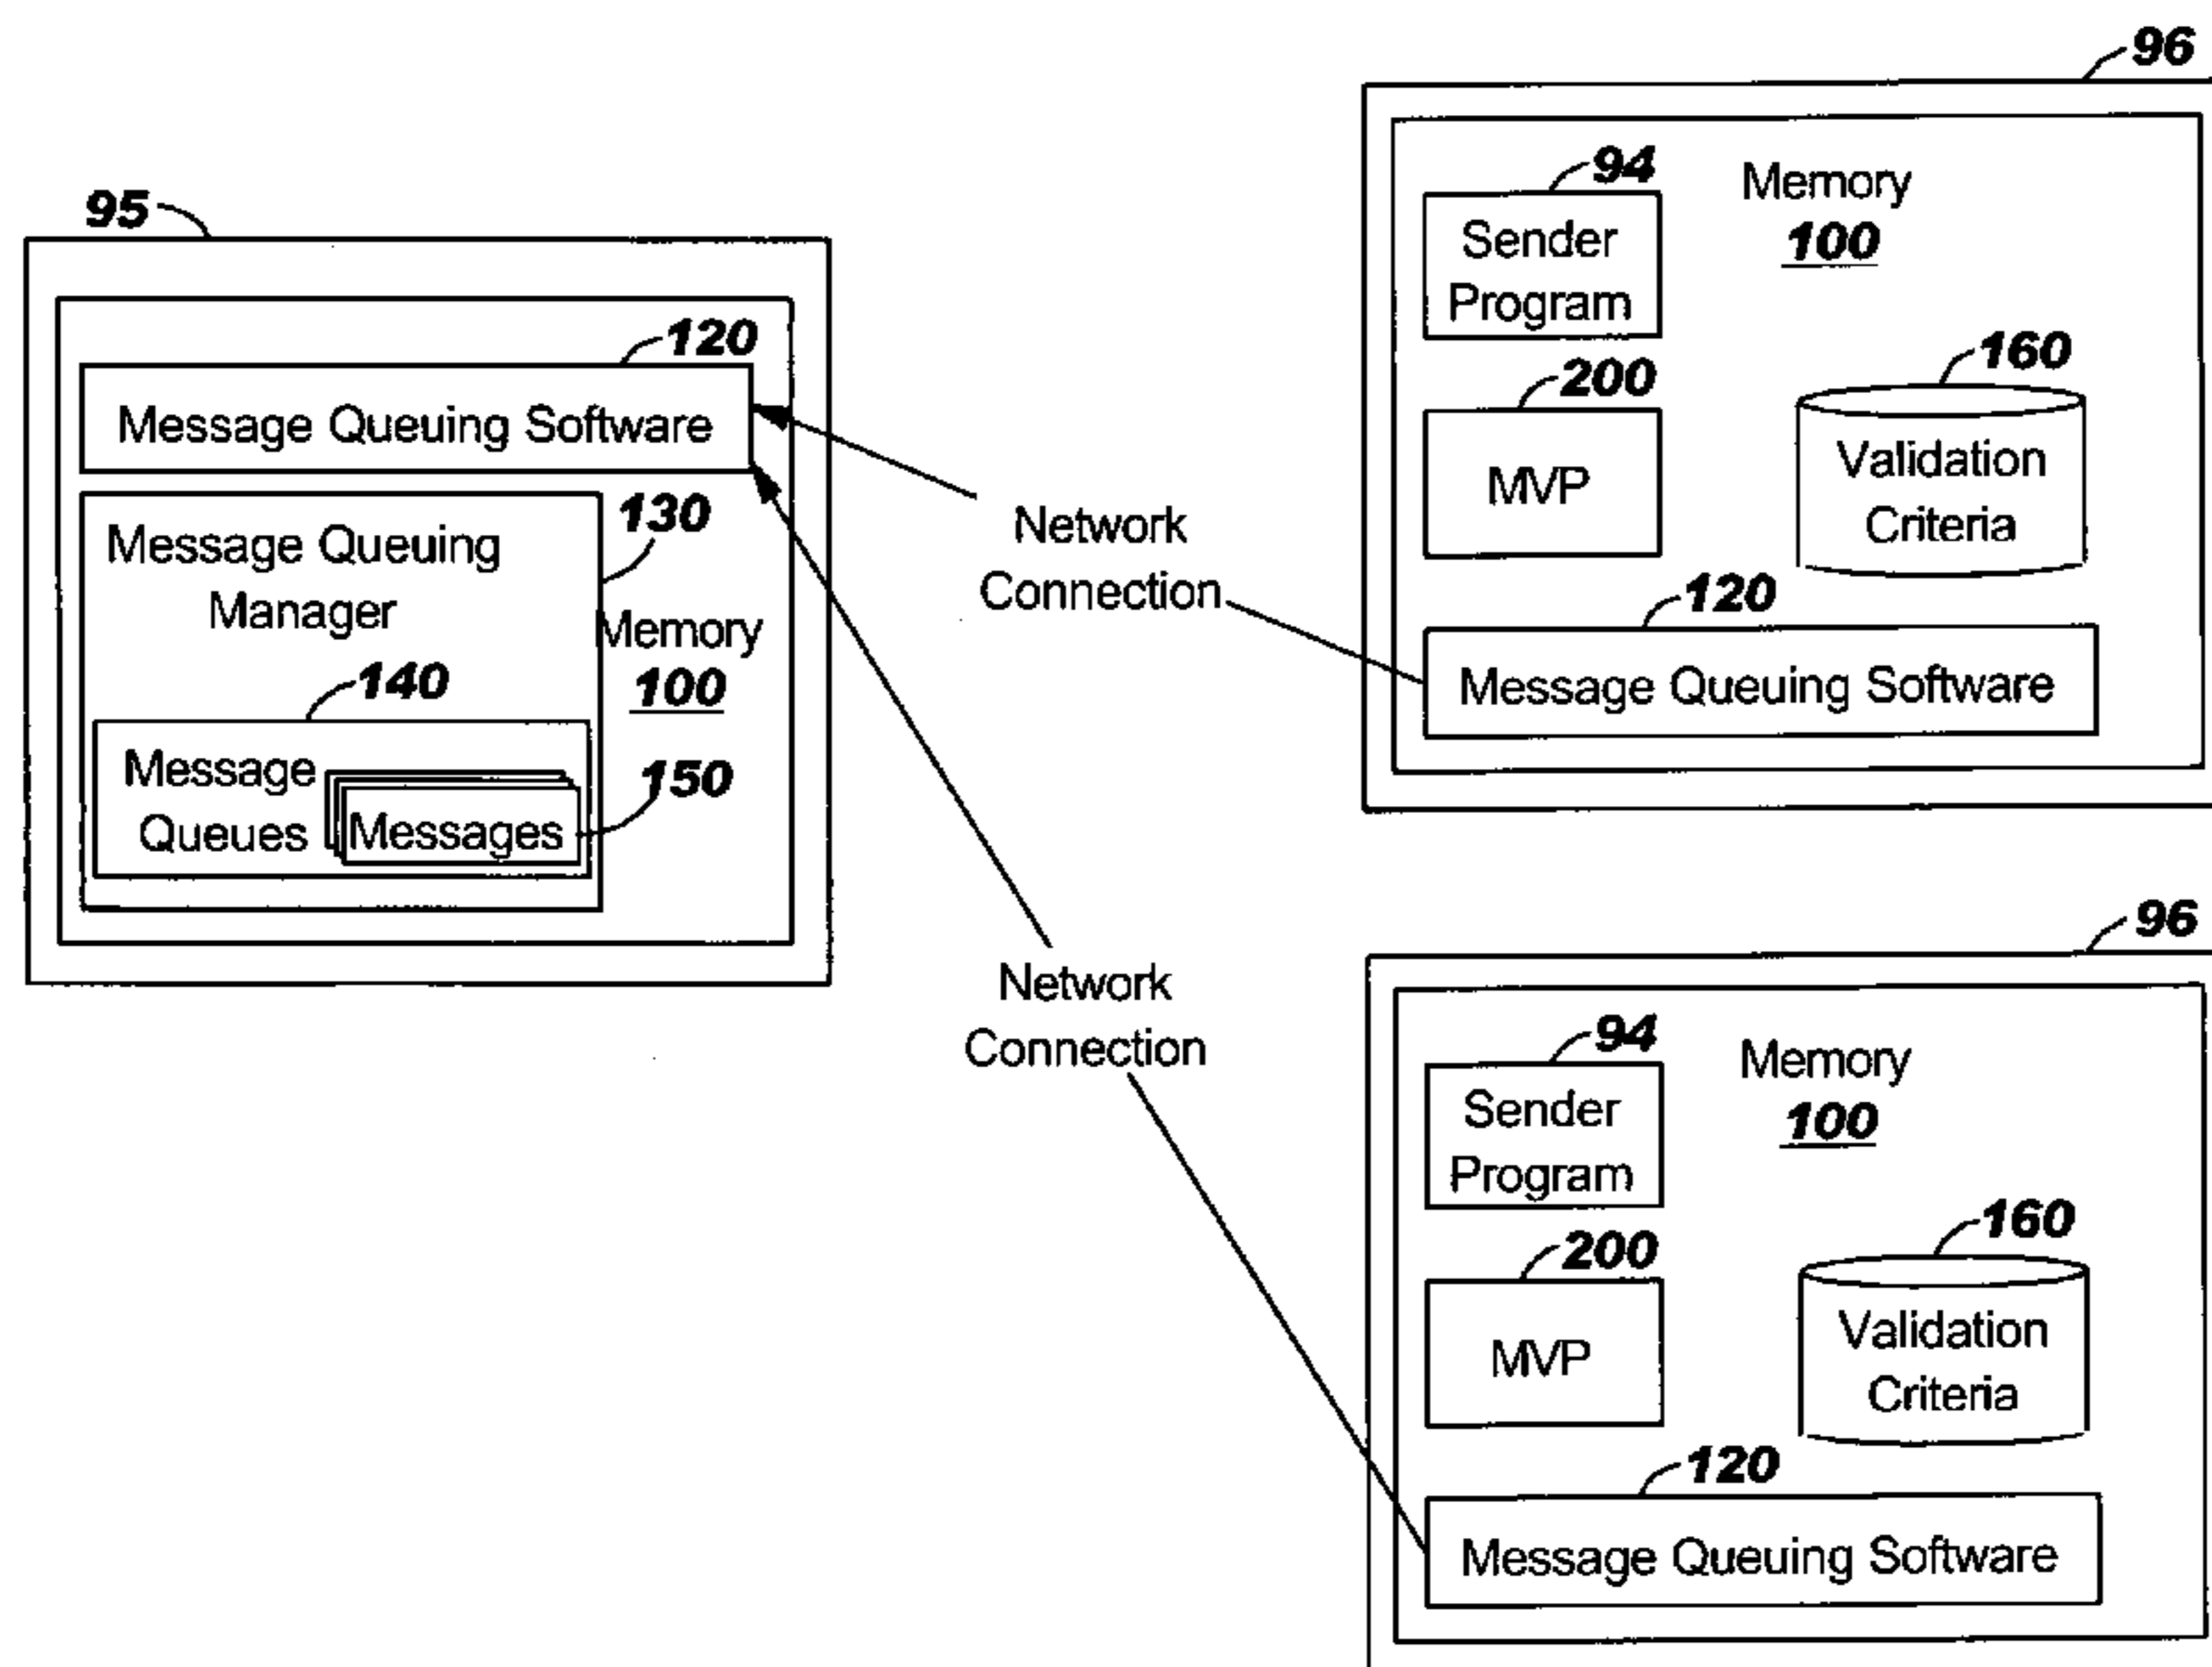 95
120
Message Queuing Software
130
Message Queuing
Manager
Memory
100
140
Message
Queues
Messages
150
Network
Connection
Network
Connection
96
94
Sender
Program
Memory
100
200
MVP
160
Validation
Criteria
120
Message Queuing Software
96
94
Sender
Program
Memory
100
200
MVP
160
Validation
Criteria
120
Message Queuing Software